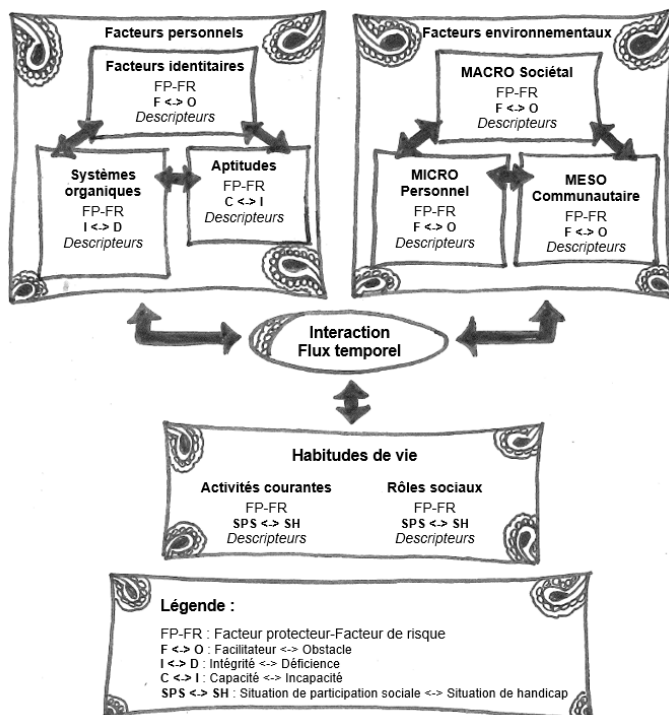 Facteurs personnels
Facteurs identitaires
FP-FR
F <-> O
Descripteurs
Systèmes
organiques
FP-FR
I <-> D
Descripteurs
Aptitudes
FP-FR
C <-> I
Descripteurs
Facteurs environnementaux
MACRO Sociétal
FP-FR
F <-> O
Descripteurs
MICRO
Personnel
FP-FR
F <-> O
Descripteurs
MESO
Communautaire
FP-FR
F <-> O
Descripteurs
Interaction
Flux temporel
Habitudes de vie
Activités courantes
FP-FR
SPS <-> SH
Descripteurs
Rôles sociaux
FP-FR
SPS <-> SH
Descripteurs
Légende :
FP-FR : Facteur protecteur-Facteur de risque
F <-> O : Facilitateur <-> Obstacle
I <-> D : Intégrité <-> Déficience
C <-> I : Capacité <-> Incapacité
SPS <-> SH : Situation de participation sociale <-> Situation de handicap